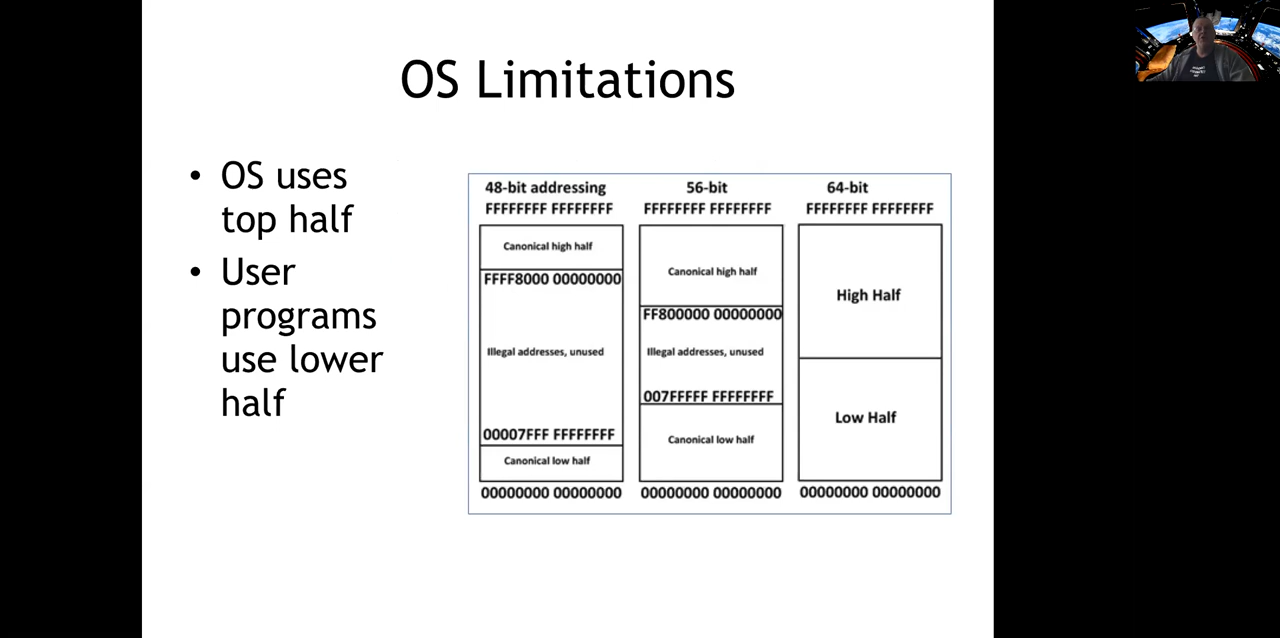 OS Limitations
• OS uses
top half
• User
programs
use lower
half
48-bit addressing
FFFFFFFF FFFFFFFF
Canonical high half
FFFF8000 00000000
Illegal addresses, unused
00007FFF FFFFFFFF
Canonical low half
00000000 00000000
56-bit
FFFFFFFF FFFFFFFF
Canonical high half
FF800000 00000000
Illegal addresses, unused
007FFFFF FFFFFFFF
Canonical low half
00000000 00000000
64-bit
FFFFFFFF FFFFFFFF
High Half
Low Half
00000000 00000000